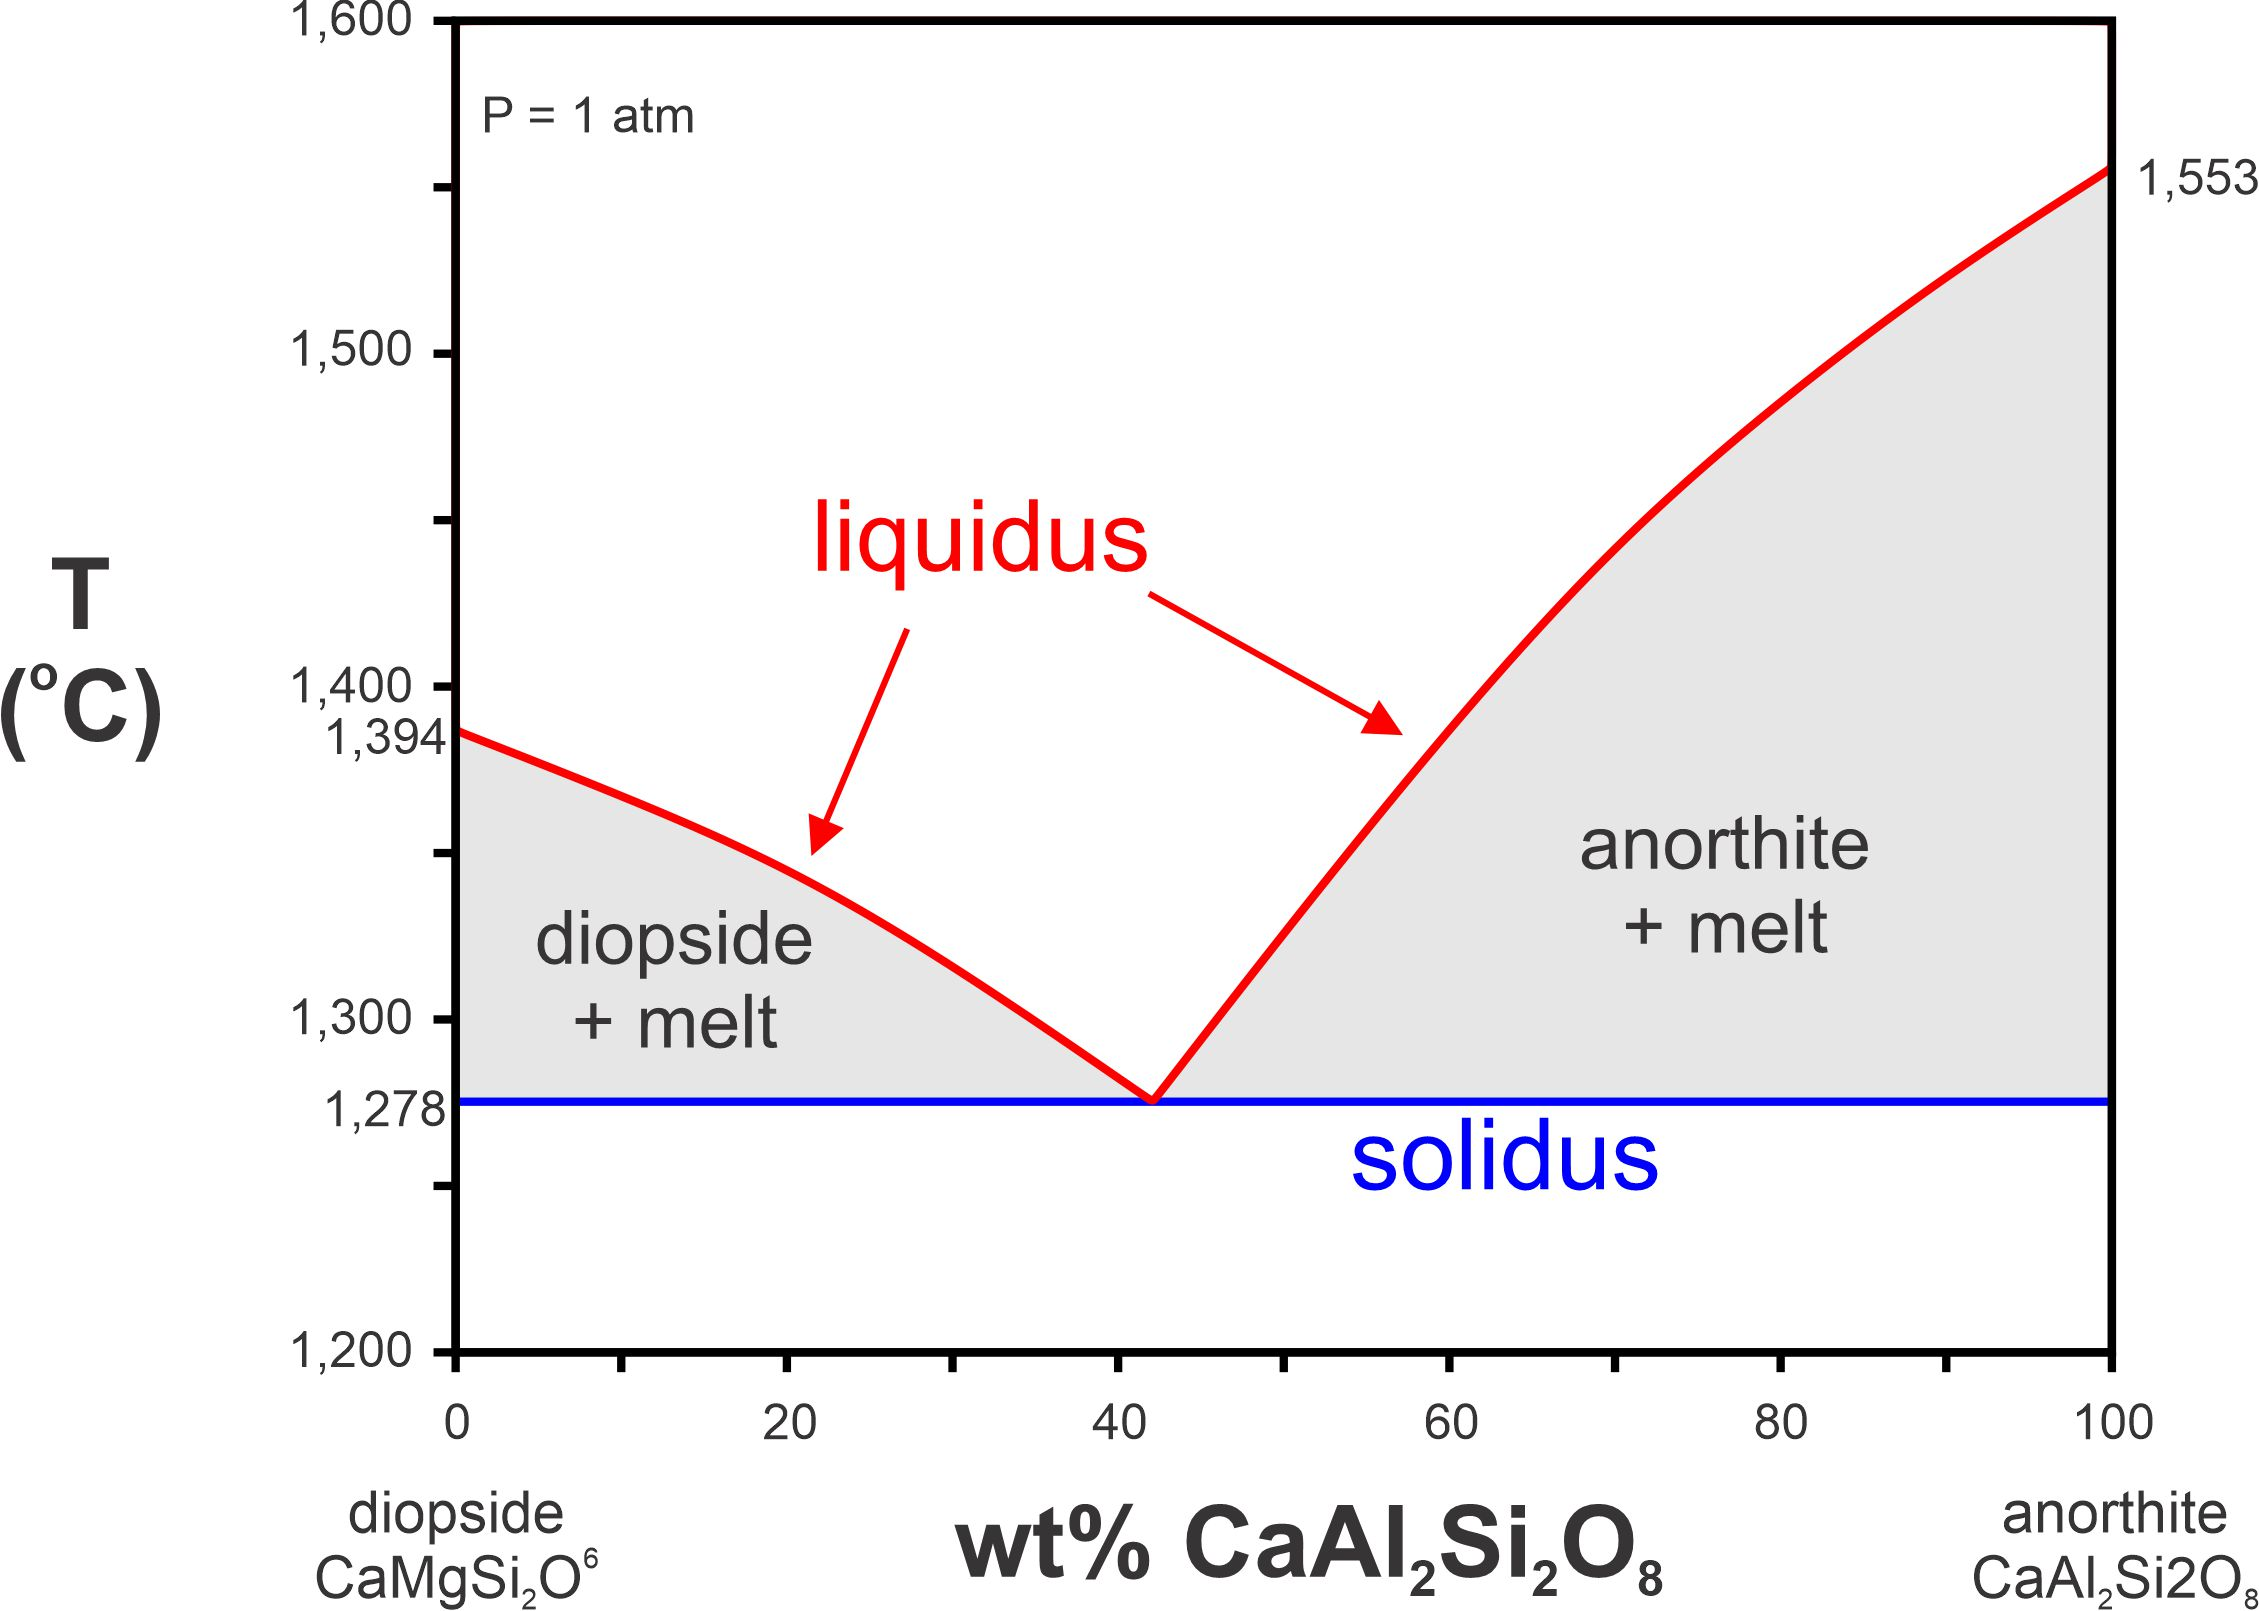 1,600
P = 1 atm
1,553
1,500
liquidus
T
(°C)
1,400
1,394
anorthite
+ melt
diopside
+ melt
1,300
1,278
solidus
1,200
0 20 40 60 80 100
diopside
CaMgSi₂O⁶
wt% CaAl₂Si₂O₈
anorthite
CaAl₂Si2O₈